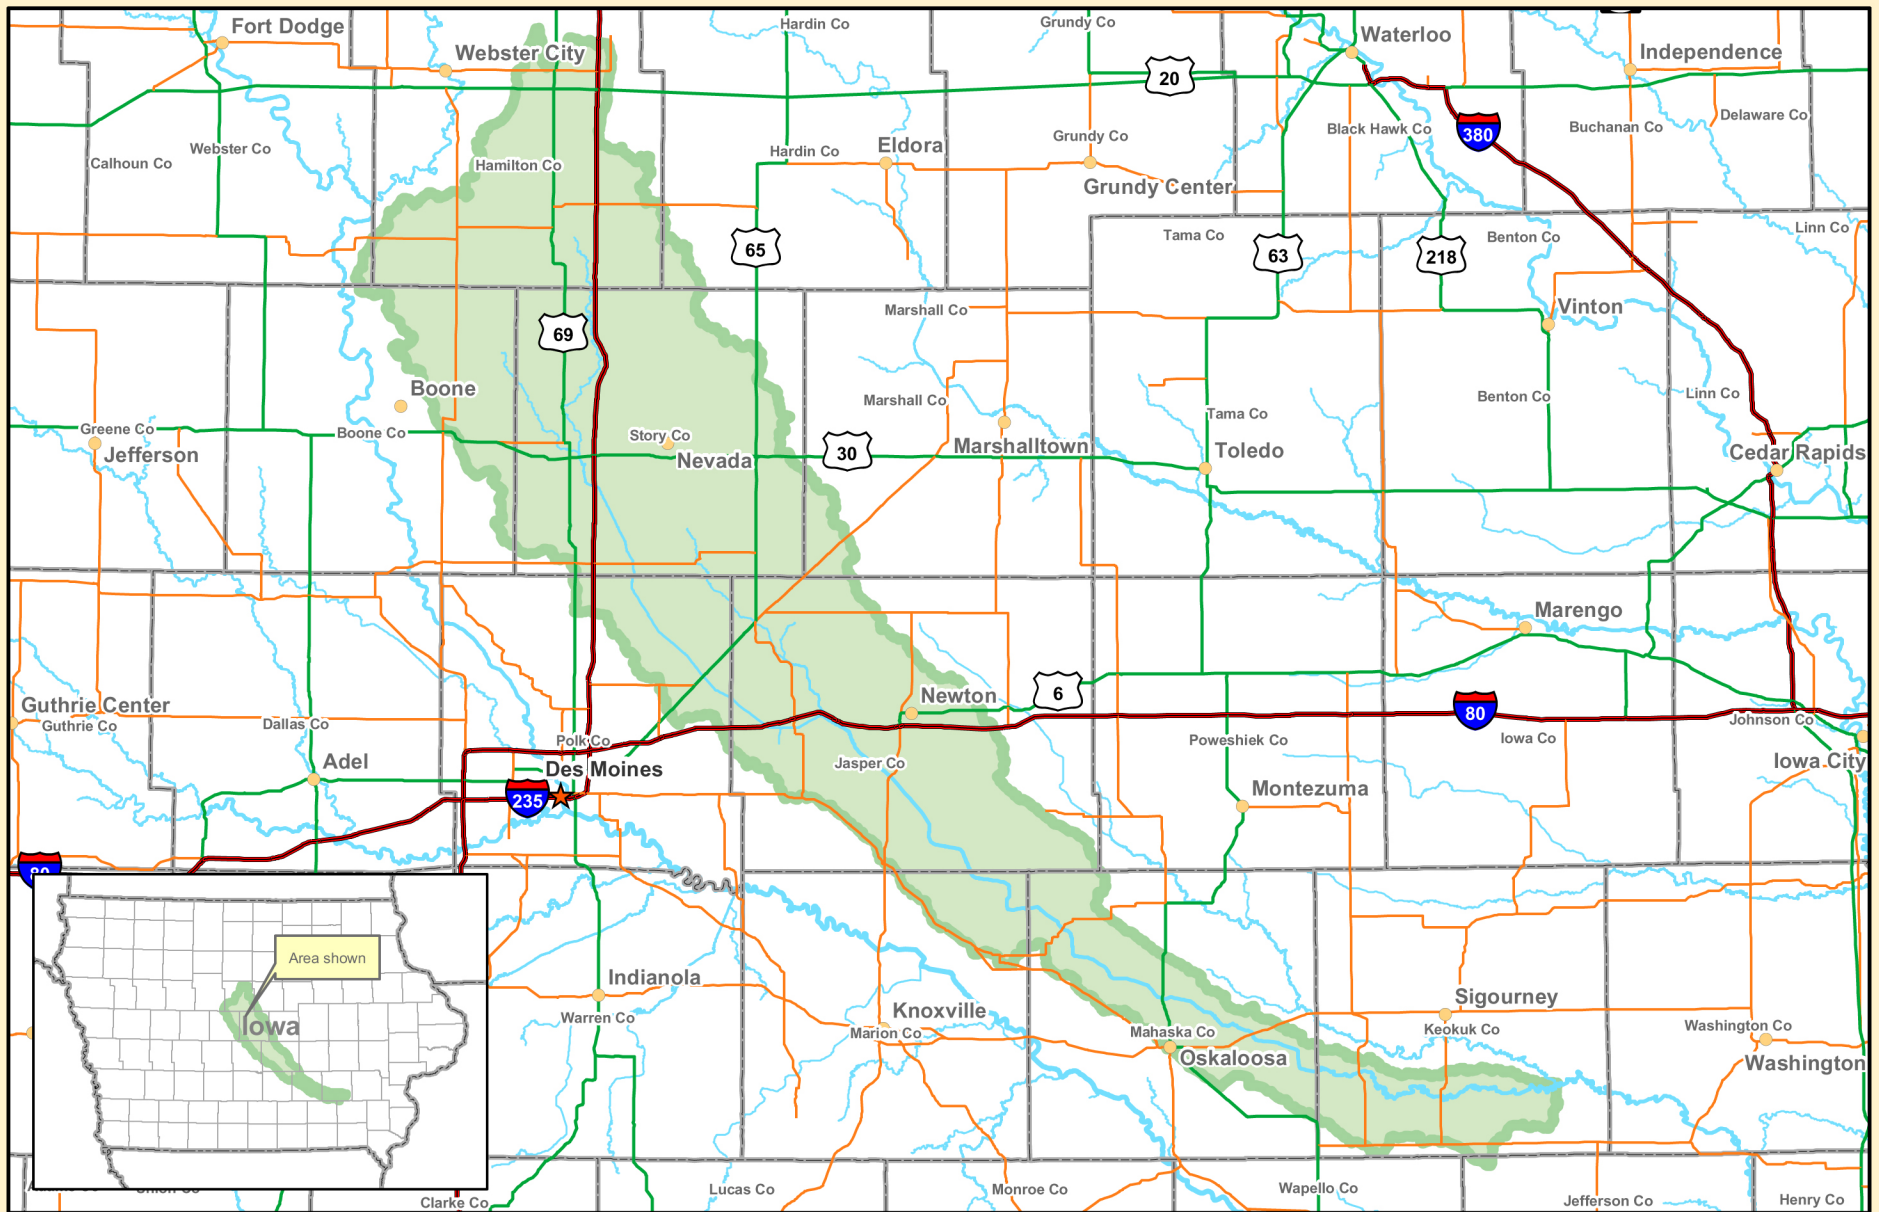 Hardin Co
Grundy Co
Fort Dodge
Waterloo
Webster City
Independence
20
Delaware Co
Black Hawk Co
Buchanan Co
380
Grundy Co
Webster Co
Eldora
Hardin Co
Calhoun Co
Hamilton Co
Grundy Center
Linn Co
Tama Co
Benton Co
65
63
218
Marshall Co
Vinton
69
Boone
Linn Co
Benton Co
Marshall Co
Tama Co
Greene Co
Boone Co
Story Co
Marshalltown
Toledo
Cedar Rapids
Jefferson
Nevada
30
Marengo
Newton
6
Guthrie Center
Guthrie Co
Dallas Co
80
Johnson Co
Polk Co
Poweshiek Co
Iowa Co
Adel
Des Moines
Jasper Co
Iowa City
Montezuma
235
80
Area shown
Iowa
Indianola
Sigourney
Knoxville
Warren Co
Marion Co
Mahaska Co
Keokuk Co
Washington Co
Oskaloosa
Washington
Lucas Co
Monroe Co
Wapello Co
Clarke Co
Jefferson Co
Henry Co